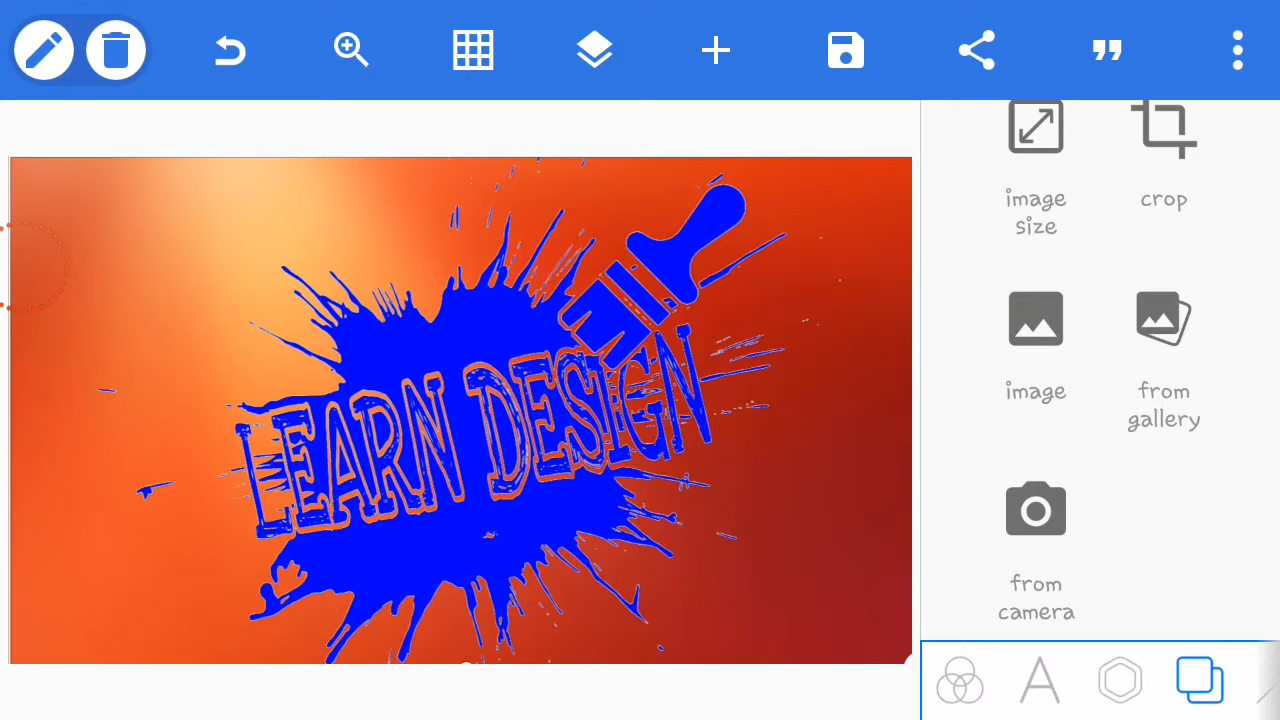 image
size
crop
LEARN DESIGN
image
from
gallery
from
camera